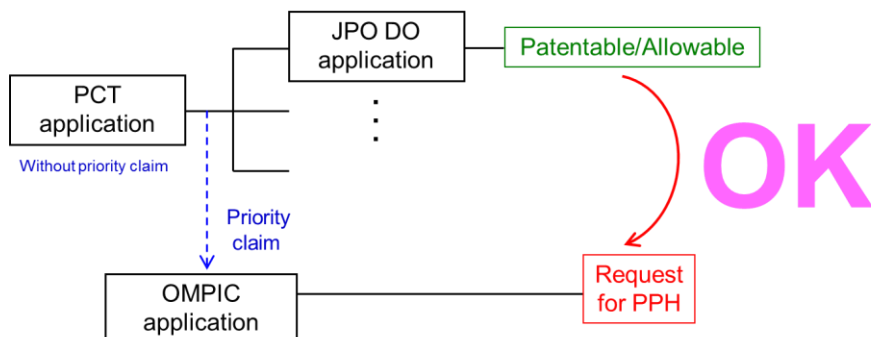 JPO DO
application
Patentable/Allowable
PCT
application
Without priority claim
OK
Priority
claim
OMPIC
application
Request
for PPH